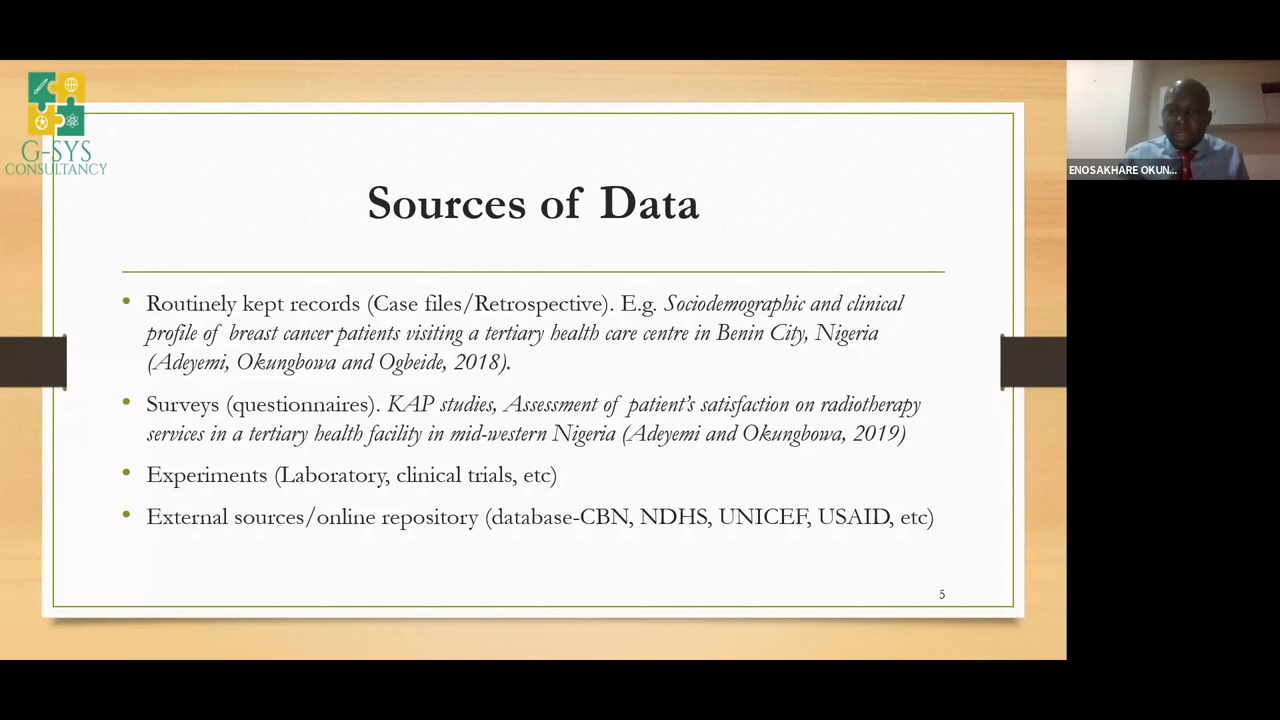 G-SYS
CONSULTANCY
Sources of Data
• Routinely kept records (Case files/Retrospective). E.g. Sociodemographic and clinical
profile of breast cancer patients visiting a tertiary health care centre in Benin City, Nigeria
(Adeyemi, Okungbowa and Ogbeide, 2018).
• Surveys (questionnaires). KAP studies, Assessment of patient's satisfaction on radiotherapy
services in a tertiary health facility in mid-western Nigeria (Adeyemi and Okungbowa, 2019)
• Experiments (Laboratory, clinical trials, etc)
• External sources/online repository (database-CBN, NDHS, UNICEF, USAID, etc)
5
ENOSAKHARE OKUN...